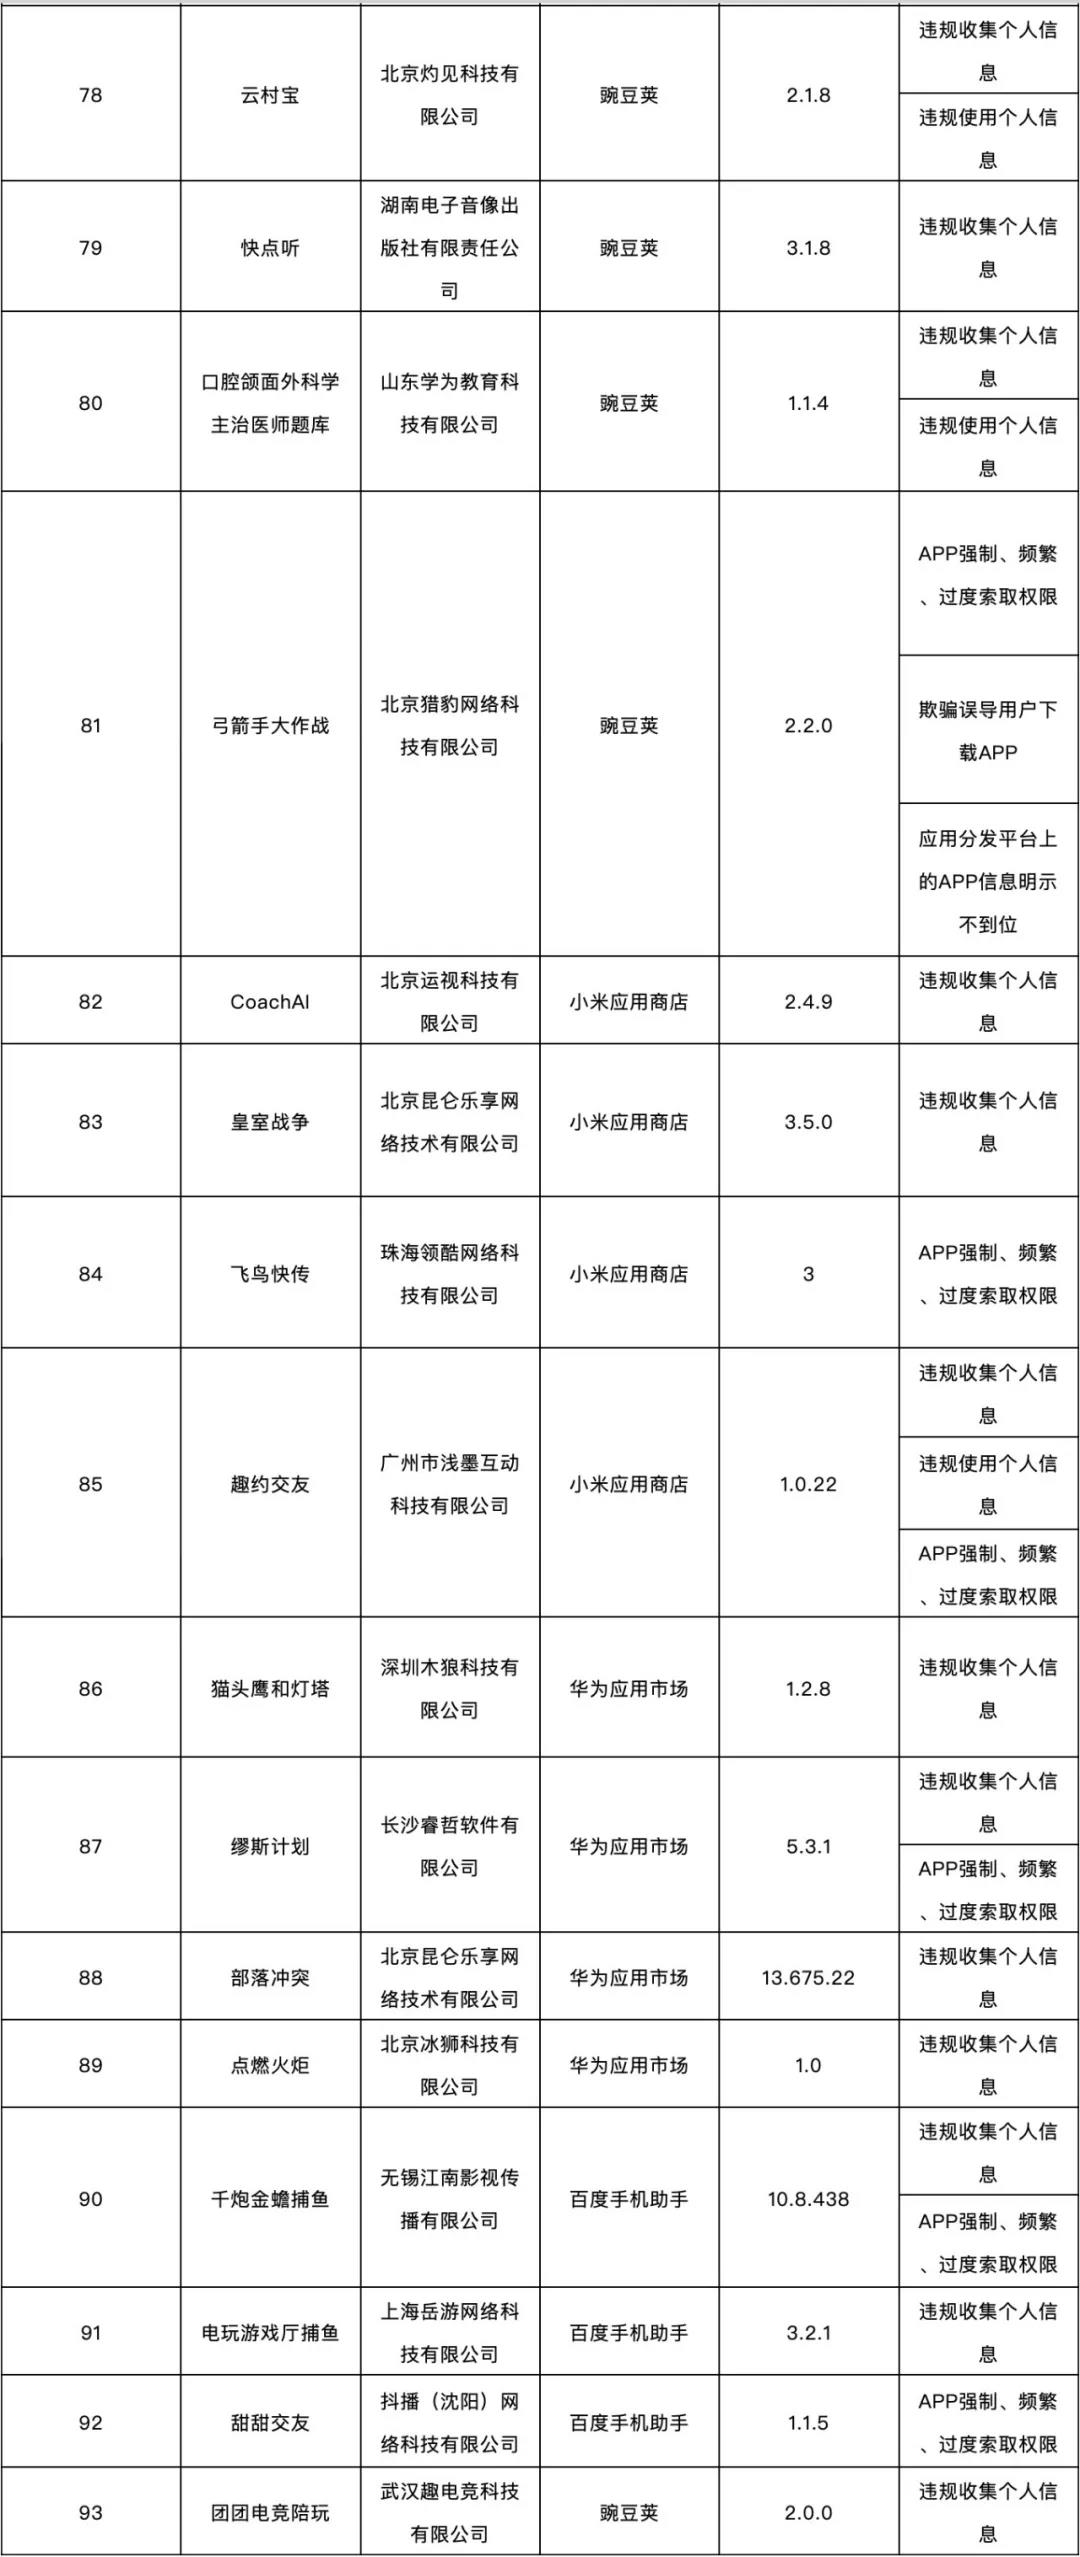 78
云村宝
北京灼见科技有
限公司
豌豆荚
2.1.8
违规收集个人信
息
违规使用个人信
息
79
快点听
湖南电子音像出
版社有限责任公
司
豌豆荚
3.1.8
违规收集个人信
息
80
口腔颌面外科学
主治医师题库
山东学为教育科
技有限公司
豌豆荚
1.1.4
违规收集个人信
息
违规使用个人信
息
81
弓箭手大作战
北京猎豹网络科
技有限公司
豌豆荚
2.2.0
APP强制、频繁
、过度索取权限
欺骗误导用户下
载APP
应用分发平台上
的APP信息明示
不到位
82
CoachAI
北京运视科技有
限公司
小米应用商店
2.4.9
违规收集个人信
息
83
皇室战争
北京昆仑乐享网
络技术有限公司
小米应用商店
3.5.0
违规收集个人信
息
84
飞鸟快传
珠海领酷网络科
技有限公司
小米应用商店
3
APP强制、频繁
、过度索取权限
85
趣约交友
广州市浅墨互动
科技有限公司
小米应用商店
1.0.22
违规收集个人信
息
违规使用个人信
息
APP强制、频繁
、过度索取权限
86
猫头鹰和灯塔
深圳木狼科技有
限公司
华为应用市场
1.2.8
违规收集个人信
息
87
缪斯计划
长沙睿哲软件有
限公司
华为应用市场
5.3.1
违规收集个人信
息
APP强制、频繁
、过度索取权限
88
部落冲突
北京昆仑乐享网
络技术有限公司
华为应用市场
13.675.22
违规收集个人信
息
89
点燃火炬
北京冰狮科技有
限公司
华为应用市场
1.0
违规收集个人信
息
90
千炮金蟾捕鱼
无锡江南影视传
播有限公司
百度手机助手
10.8.438
违规收集个人信
息
APP强制、频繁
、过度索取权限
91
电玩游戏厅捕鱼
上海岳游网络科
技有限公司
百度手机助手
3.2.1
违规收集个人信
息
92
甜甜交友
抖播（沈阳）网
络科技有限公司
百度手机助手
1.1.5
APP强制、频繁
、过度索取权限
93
团团电竞陪玩
武汉趣电竞科技
有限公司
豌豆荚
2.0.0
违规收集个人信
息